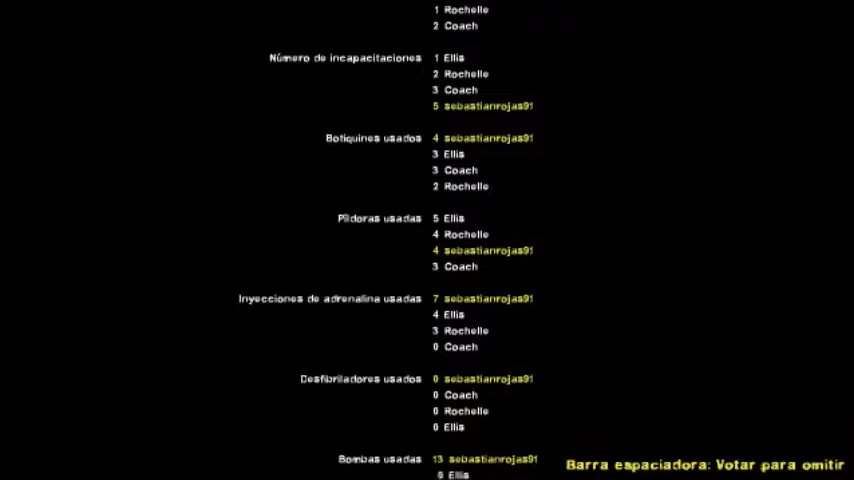 1 Rochelle
2 Coach
Número de incapacitaciones 1 Ellis
2 Rochelle
3 Coach
5 sebastianrojas91
Botiquines usados 4 sebastianrojas91
3 Ellis
3 Coach
2 Rochelle
Píldoras usadas 5 Ellis
4 Rochelle
4 sebastianrojas91
3 Coach
Inyecciones de adrenalina usadas 7 sebastianrojas91
4 Ellis
3 Rochelle
0 Coach
Desfibriladores usados 0 sebastianrojas91
0 Coach
0 Rochelle
0 Ellis
Bombas usadas 13 sebastianrojas91
0 Ellis
Barra espaciadora: Votar para omitir